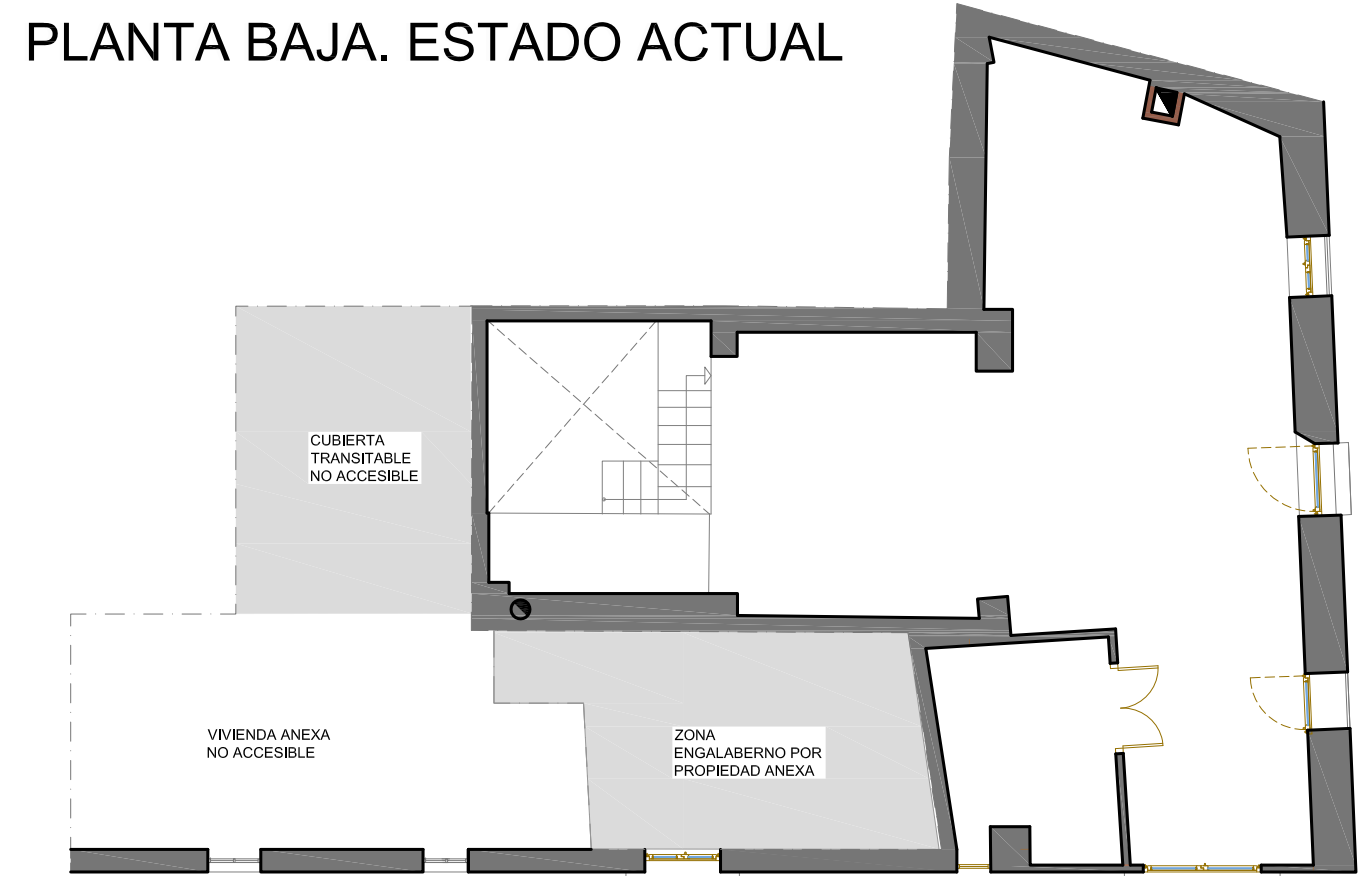 PLANTA BAJA. ESTADO ACTUAL
CUBIERTA
TRANSITABLE
NO ACCESIBLE
VIVIENDA ANEXA
NO ACCESIBLE
ZONA
ENGALABERNO POR
PROPIEDAD ANEXA